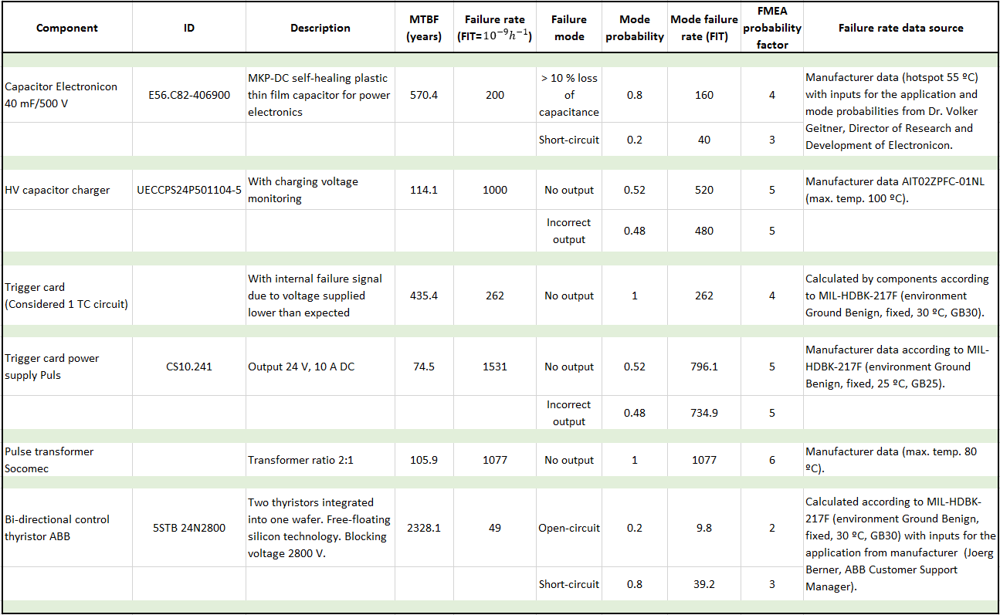 Component
ID
Description
MTBF
(years)
Failure rate
(FIT=10⁻⁹h⁻¹)
Failure
mode
Mode
probability
Mode failure
rate (FIT)
FMEA
probability
factor
Failure rate data source
Capacitor Electronicon
40 mF/500 V
E56.C82-406900
MKP-DC self-healing plastic
thin film capacitor for power
electronics
570.4
200
> 10 % loss
of
capacitance
0.8
160
4
Manufacturer data (hotspot 55 ºC)
with inputs for the application and
mode probabilities from Dr. Volker
Geitner, Director of Research and
Development of Electronicon.
Short-circuit
0.2
40
3
HV capacitor charger
UECCPS24P501104-5
With charging voltage
monitoring
114.1
1000
No output
0.52
520
5
Manufacturer data AIT02ZPFC-01NL
(max. temp. 100 ºC).
Incorrect
output
0.48
480
5
Trigger card
(Considered 1 TC circuit)
With internal failure signal
due to voltage supplied
lower than expected
435.4
262
No output
1
262
4
Calculated by components according
to MIL-HDBK-217F (environment
Ground Benign, fixed, 30 ºC, GB30).
Trigger card power
supply Puls
CS10.241
Output 24 V, 10 A DC
74.5
1531
No output
0.52
796.1
5
Manufacturer data according to MIL-
HDBK-217F (environment Ground
Benign, fixed, 25 ºC, GB25).
Incorrect
output
0.48
734.9
5
Pulse transformer
Socomec
Transformer ratio 2:1
105.9
1077
No output
1
1077
6
Manufacturer data (max. temp. 80
ºC).
Bi-directional control
thyristor ABB
5STB 24N2800
Two thyristors integrated
into one wafer. Free-floating
silicon technology. Blocking
voltage 2800 V.
2328.1
49
Open-circuit
0.2
9.8
2
Calculated according to MIL-HDBK-
217F (environment Ground Benign,
fixed, 30 ºC, GB30) with inputs for the
application from manufacturer (Joerg
Berner, ABB Customer Support
Manager).
Short-circuit
0.8
39.2
3